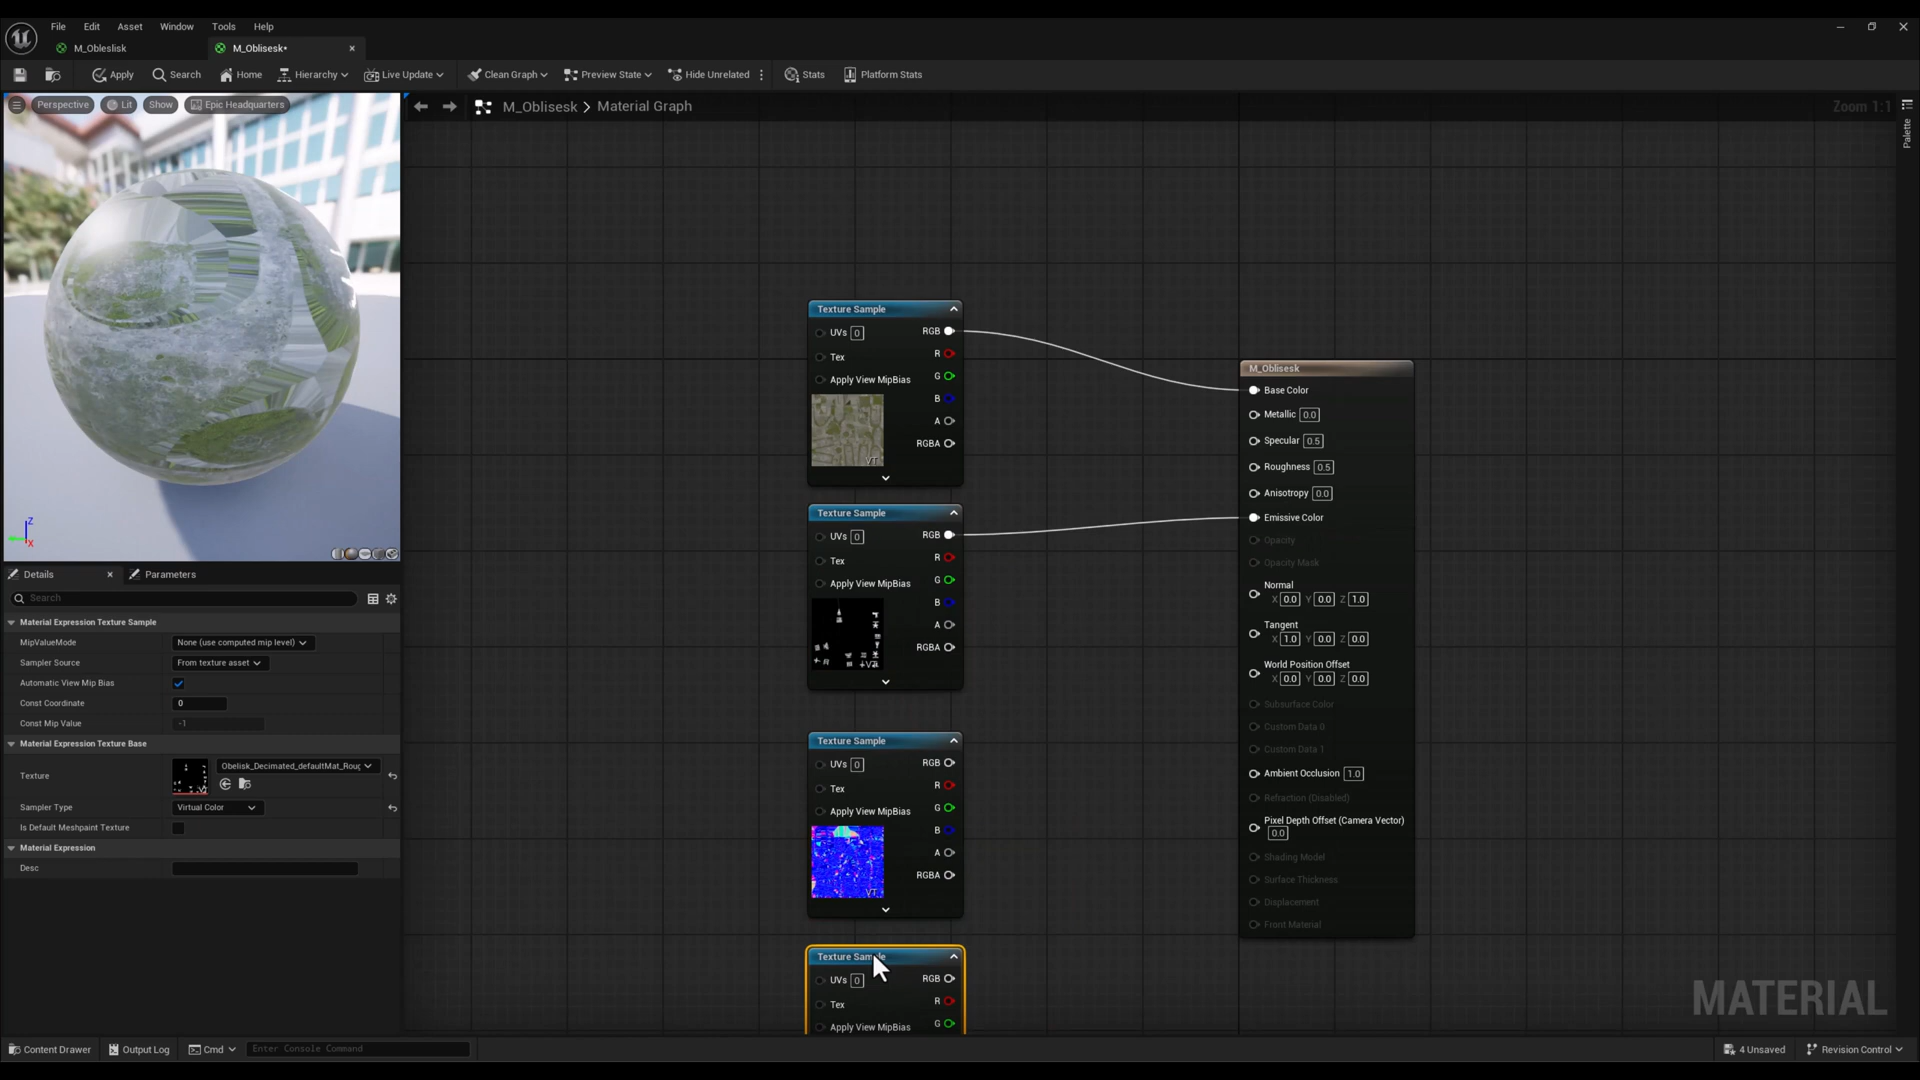 File Edit Asset Window Tools Help
M_Obleslisk
M_Oblisesk•
Apply Search Home Hierarchy Live Update Clean Graph Preview State Hide Unrelated Stats Platform Stats
Perspective Lit Show Epic Headquarters
M_Oblisesk > Material Graph
Zoom 1:1
Palette
Z
X
Details
Parameters
Search
Material Expression Texture Sample
MipValueMode None (use computed mip level)
Sampler Source From texture asset
Automatic View Mip Bias
Const Coordinate 0
Const Mip Value -1
Material Expression Texture Base
Texture Obelisk_Decimated_defaultMat_Roug
Sampler Type Virtual Color
Is Default Meshpaint Texture
Material Expression
Desc
Texture Sample
UVs 0 RGB
Tex R
Apply View MipBias G
B
A
RGBA
VT
Texture Sample
UVs 0 RGB
Tex R
Apply View MipBias G
B
A
RGBA
VT
Texture Sample
UVs 0 RGB
Tex R
Apply View MipBias G
B
A
RGBA
VT
Texture Sample
UVs 0 RGB
Tex R
Apply View MipBias G
M_Oblisesk
Base Color
Metallic 0.0
Specular 0.5
Roughness 0.5
Anisotropy 0.0
Emissive Color
Opacity
Opacity Mask
Normal
X 0.0 Y 0.0 Z 1.0
Tangent
X 1.0 Y 0.0 Z 0.0
World Position Offset
X 0.0 Y 0.0 Z 0.0
Subsurface Color
Custom Data 0
Custom Data 1
Ambient Occlusion 1.0
Refraction (Disabled)
Pixel Depth Offset (Camera Vector)
0.0
Shading Model
Surface Thickness
Displacement
Front Material
MATERIAL
Content Drawer Output Log Cmd Enter Console Command 4 Unsaved Revision Control